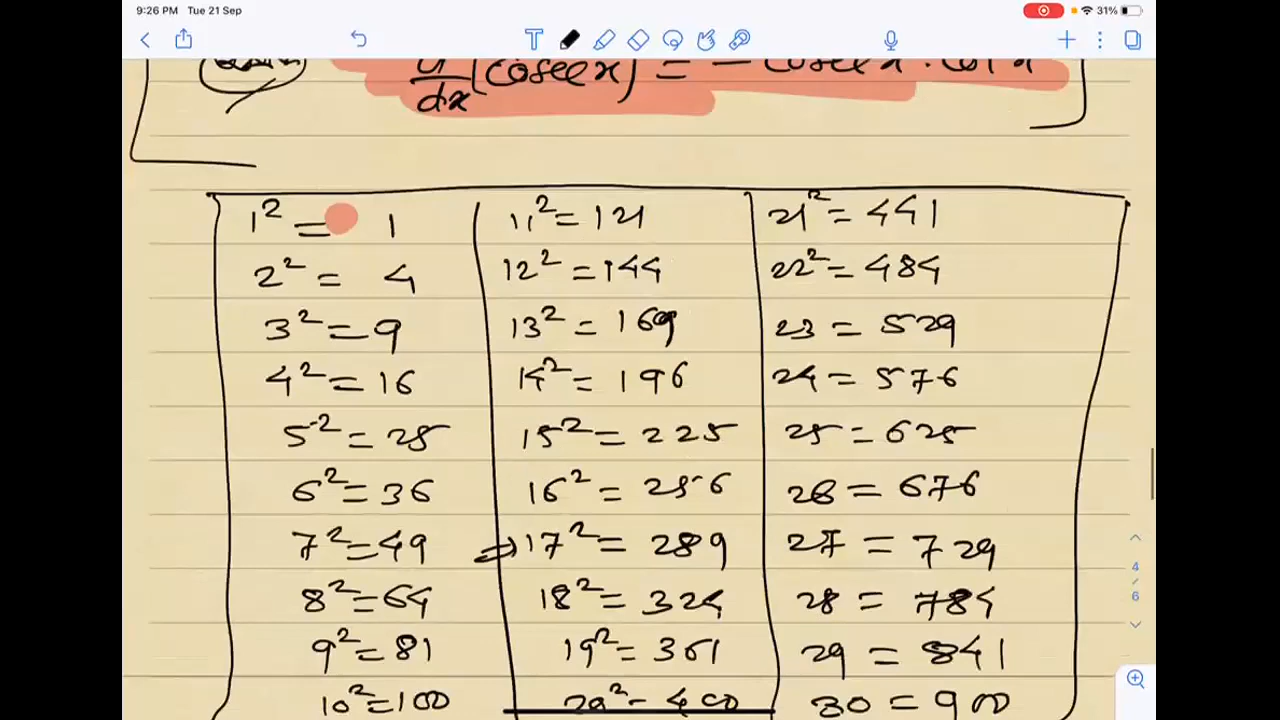 9:26 PM Tue 21 Sep
31%
T
d/dx (cosec x) = - cosec x . cot x
1² = 1
2² = 4
3² = 9
4² = 16
5² = 25
6² = 36
7² = 49
8² = 64
9² = 81
10² = 100
11² = 121
12² = 144
13² = 169
14² = 196
15² = 225
16² = 256
⇒ 17² = 289
18² = 324
19² = 361
20² = 400
21² = 441
22² = 484
23 = 529
24 = 576
25 = 625
26 = 676
27 = 729
28 = 784
29 = 841
30 = 900
4
/
6